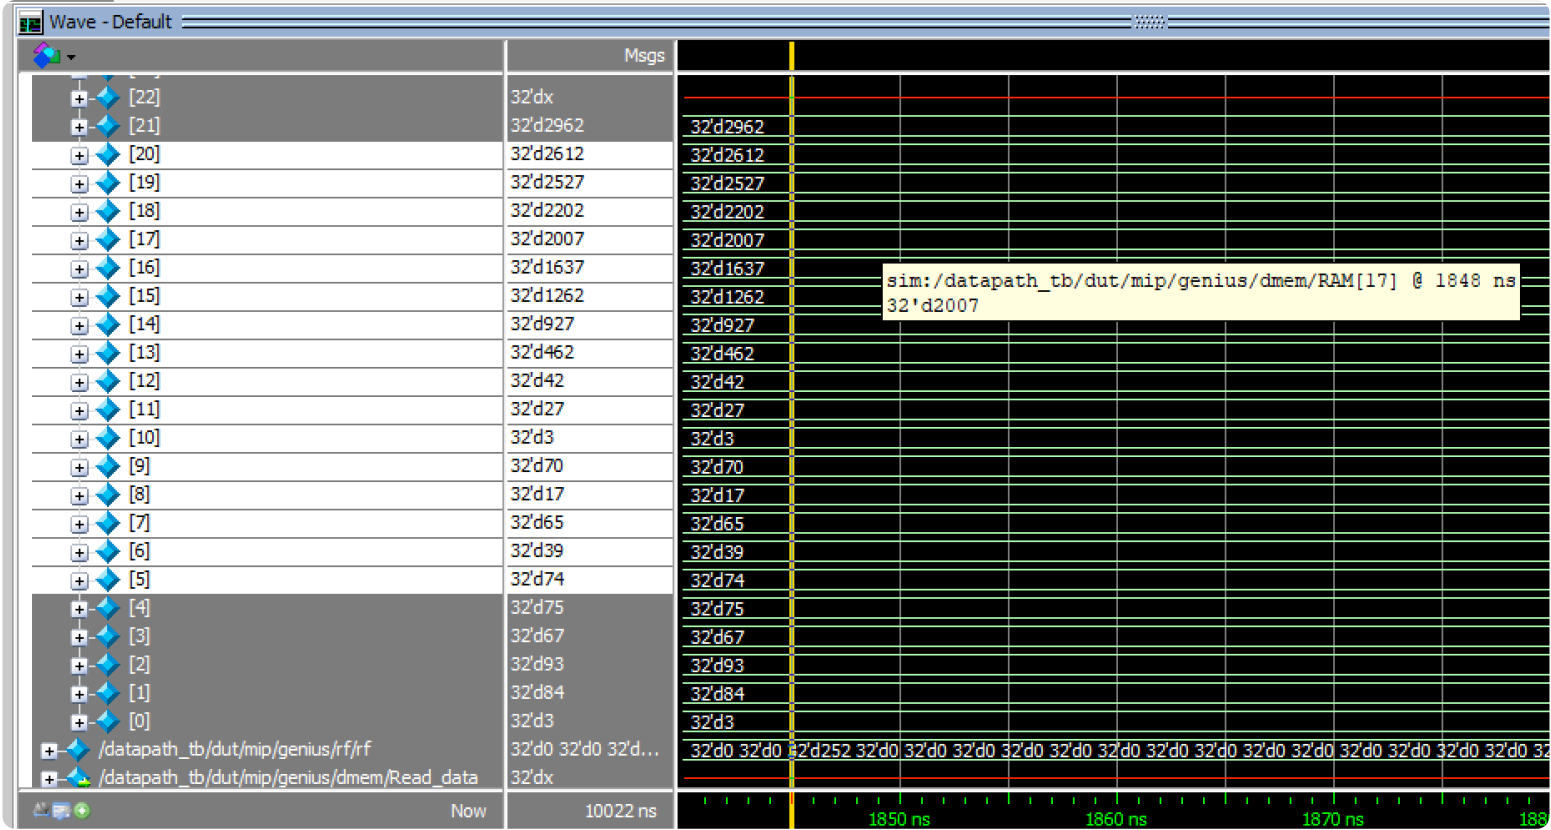 Wave - Default
Msgs
[22] 32'dx
[21] 32'd2962 32'd2962
[20] 32'd2612 32'd2612
[19] 32'd2527 32'd2527
[18] 32'd2202 32'd2202
[17] 32'd2007 32'd2007
[16] 32'd1637 32'd1637
sim:/datapath_tb/dut/mip/genius/dmem/RAM[17] @ 1848 ns
32'd2007
[15] 32'd1262 32'd1262
[14] 32'd927 32'd927
[13] 32'd462 32'd462
[12] 32'd42 32'd42
[11] 32'd27 32'd27
[10] 32'd3 32'd3
[9] 32'd70 32'd70
[8] 32'd17 32'd17
[7] 32'd65 32'd65
[6] 32'd39 32'd39
[5] 32'd74 32'd74
[4] 32'd75 32'd75
[3] 32'd67 32'd67
[2] 32'd93 32'd93
[1] 32'd84 32'd84
[0] 32'd3 32'd3
/datapath_tb/dut/mip/genius/rf/rf 32'd0 32'd0 32'd... 32'd0 32'd0 32'd252 32'd0 32'd0 32'd0 32'd0 32'd0 32'd0 32'd0 32'd0 32'd0 32'd0 32'd0 32'd0 32'd0 32
/datapath_tb/dut/mip/genius/dmem/Read_data 32'dx
Now 10022 ns
1850 ns 1860 ns 1870 ns 188